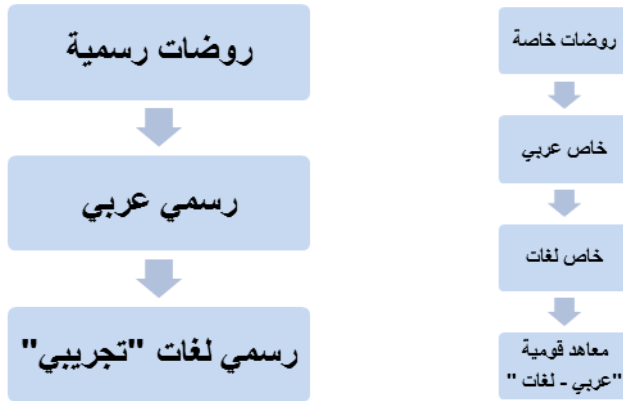 روضات رسمية
رسمي عربي
رسمي لغات "تجريبي"
روضات خاصة
خاص عربي
خاص لغات
معاهد قومية
"عربي - لغات "